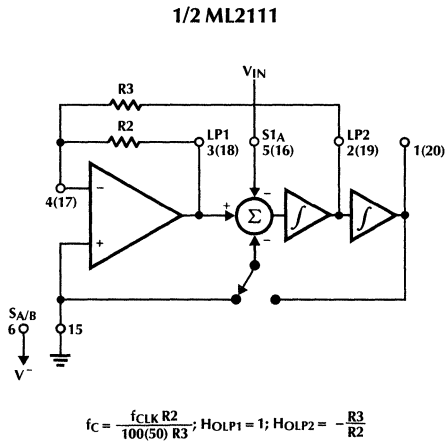 1/2 ML2111
VIN
R3
R2
LP1
3(18)
S1A
5(16)
LP2
2(19)
1(20)
4(17)
−
+
+
−
−
Σ
∫
∫
SA/B
6
15
V−
fC = fCLK R2 / 100(50) R3 ; HOLP1 = 1; HOLP2 = −R3/R2